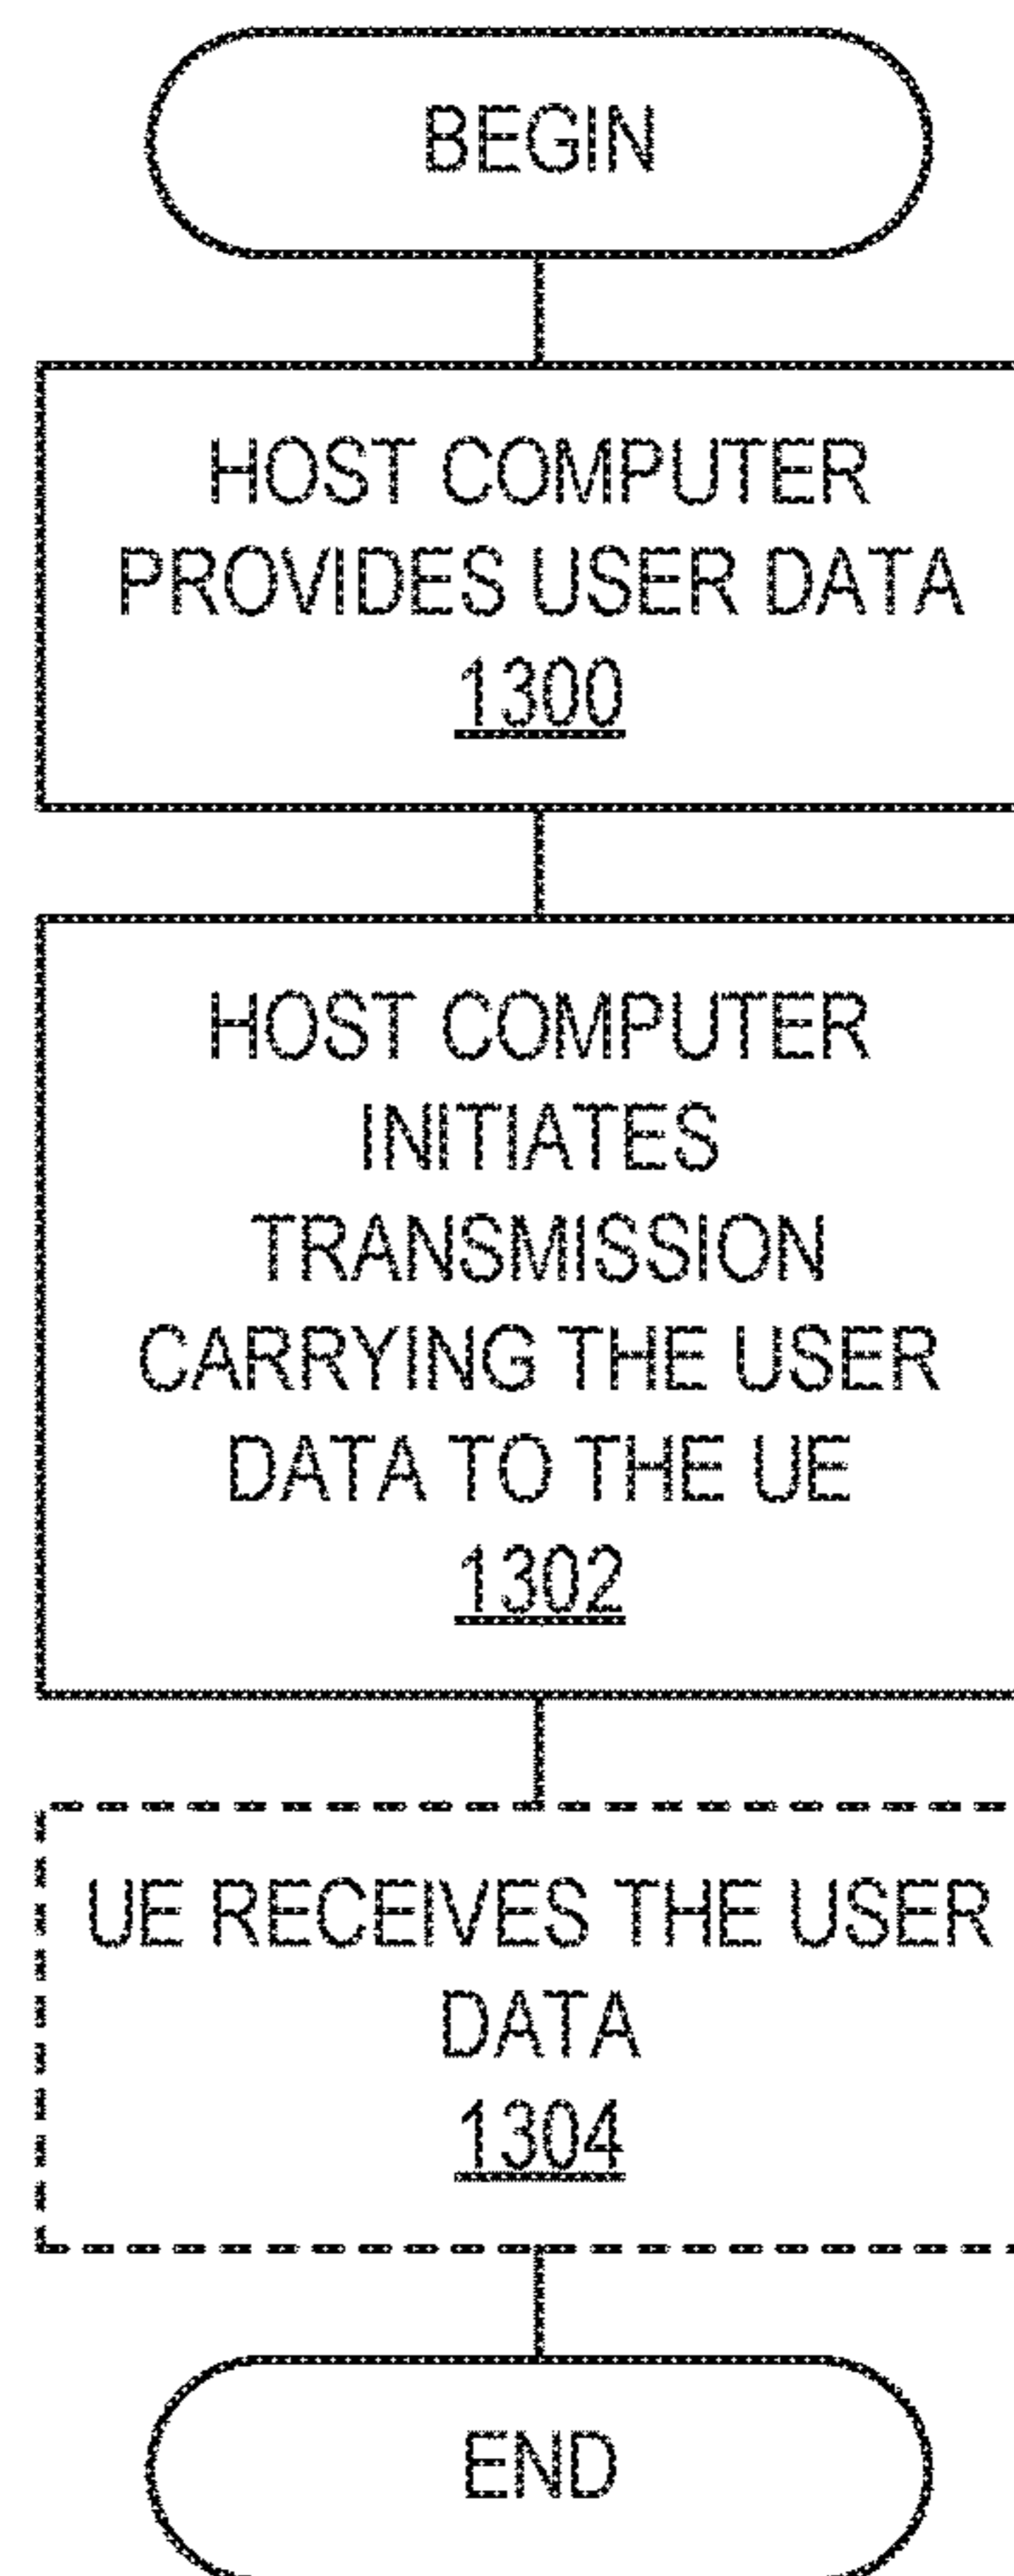 BEGIN
HOST COMPUTER
PROVIDES USER DATA
1300
HOST COMPUTER
INITIATES
TRANSMISSION
CARRYING THE USER
DATA TO THE UE
1302
UE RECEIVES THE USER
DATA
1304
END